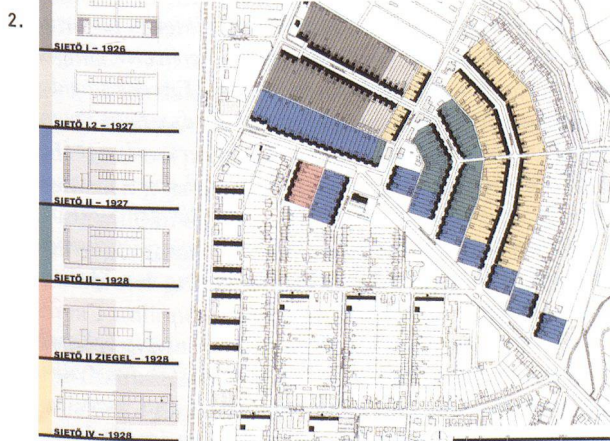 2.
SIETÖ I – 1926
SIETÖ I.2 – 1927
SIETÖ II – 1927
SIETÖ II – 1928
SIETÖ II ZIEGEL – 1928
SIETÖ IV – 1928